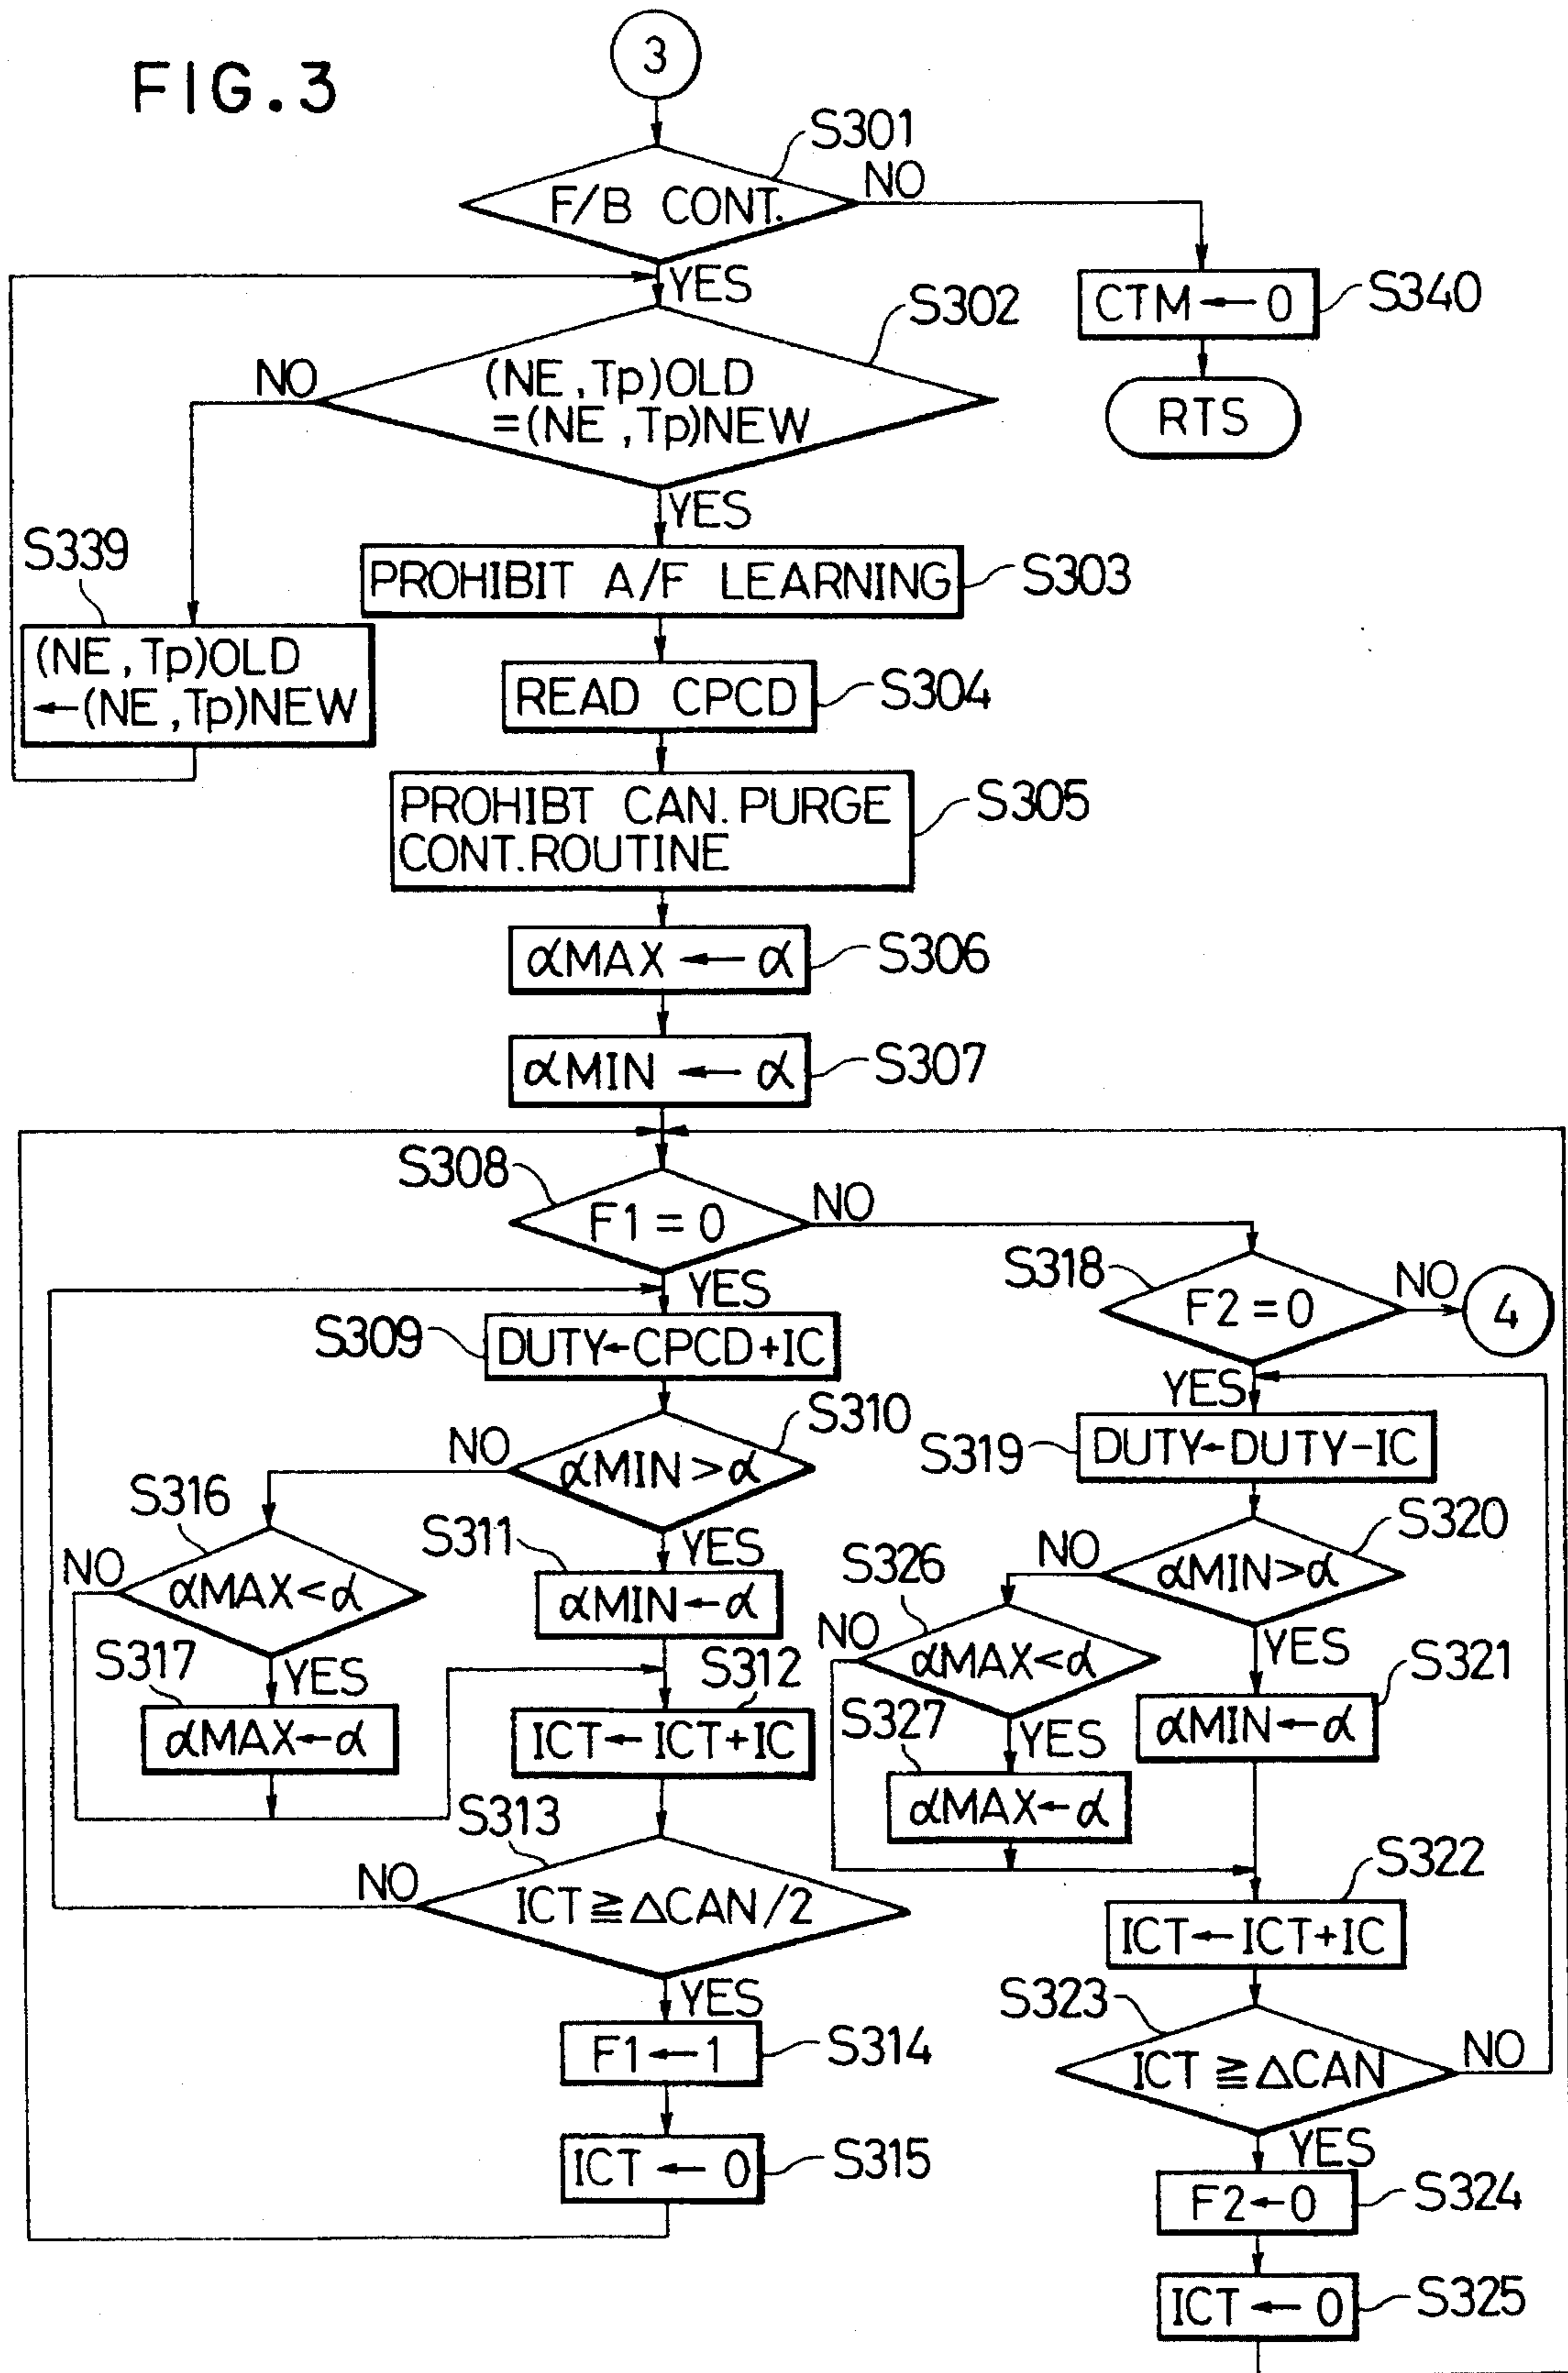 FIG.3
3
S301
F/B CONT.
NO
YES
CTM ← 0
S340
RTS
S302
(NE,Tp)OLD
=(NE,Tp)NEW
NO
YES
S339
(NE,Tp)OLD
←(NE,Tp)NEW
PROHIBIT A/F LEARNING
S303
READ CPCD
S304
PROHIBT CAN. PURGE
CONT.ROUTINE
S305
αMAX ← α
S306
αMIN ← α
S307
S308
F1 = 0
NO
YES
S318
F2 = 0
NO
4
YES
S309
DUTY←CPCD+IC
S310
αMIN > α
NO
YES
S319
DUTY←DUTY-IC
S316
αMAX < α
NO
YES
S311
αMIN ← α
S320
αMIN > α
NO
YES
S326
αMAX < α
NO
YES
S317
αMAX ← α
S312
ICT ← ICT+IC
S321
αMIN ← α
S327
αMAX ← α
S313
ICT ≧ ΔCAN/2
NO
YES
S322
ICT ← ICT+IC
S323
ICT ≧ ΔCAN
NO
YES
F1 ← 1
S314
ICT ← 0
S315
F2 ← 0
S324
ICT ← 0
S325